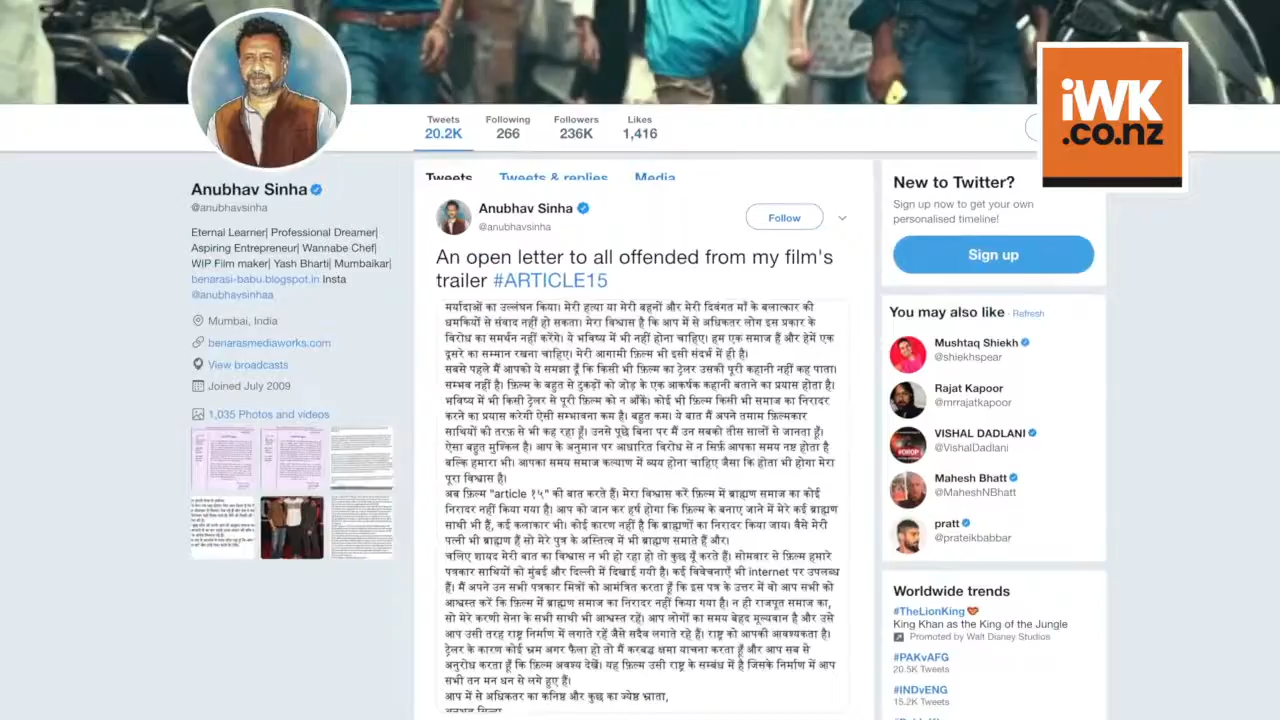 iWK
.co.nz
Tweets
20.2K
Following
266
Followers
236K
Likes
1,416
Anubhav Sinha
@anubhavsinha
Eternal Learner| Professional Dreamer|
Aspiring Entrepreneur| Wannabe Chef|
WIP Film maker| Yash Bharti| Mumbaikar|
benarasi-babu.blogspot.in Insta
@anubhavsinhaa
Mumbai, India
benarasmediaworks.com
View broadcasts
Joined July 2009
1,035 Photos and videos
Tweets Tweets & replies Media
Anubhav Sinha
@anubhavsinha
Follow
An open letter to all offended from my film's
trailer #ARTICLE15
मर्यादाओं का उल्लंघन किया। मेरी हत्या या मेरी बहनों और मेरी दिवंगत माँ के बलात्कार की
धमकियों से संवाद नहीं हो सकता। मेरा विश्वास है कि आप में से अधिकतर लोग इस प्रकार के
विरोध का समर्थन नहीं करेंगे। ये भविष्य में भी नहीं होना चाहिए। हम एक समाज हैं और हमें एक
दूसरे का सम्मान रखना चाहिए। मेरी आगामी फ़िल्म भी इसी संदर्भ में ही है।
सबसे पहले मैं आपको ये समझा दूँ कि किसी भी फ़िल्म का ट्रेलर उसकी पूरी कहानी नहीं कह पाता।
सम्भव नहीं है। फ़िल्म के बहुत से टुकड़ों को जोड़ के एक आकर्षक कहानी बताने का प्रयास होता है।
भविष्य में भी किसी ट्रेलर से पूरी फ़िल्म को न आँकें। कोई भी फ़िल्म किसी भी समाज का निरादर
करने का प्रयास करेगी ऐसी सम्भावना कम है। बहुत कम। ये बात मैं अपने तमाम फ़िल्मकार
साथियों की तरफ़ से भी कह रहा हूँ। उनसे पूछे बिना पर मैं उन सबको तीस सालों से जानता हूँ।
ऐसा बहुत मुश्किल है। आप के अनुमान पर आधारित विरोध से न सिर्फ़ आपका समय नष्ट होता है
बल्कि हमारा भी। आपका समय समाज कल्याण में व्यय होना चाहिए जैसा कि होता भी होगा मेरा
पूरा विश्वास है।
अब फ़िल्म "article १५" की बात करते हैं। मेरा विश्वास करें फ़िल्म में ब्राह्मण समाज का कोई
निरादर नहीं किया गया है। आप को जान कर हर्ष होगा कि फ़िल्म के बनाए जाने में मेरे कई ब्राह्मण
साथी भी हैं, कई कलाकार भी। कोई कारण नहीं है कि ब्राह्मणों का निरादर किया जाय वैसे मेरी
पत्नी भी ब्राह्मण हैं सो मेरे पुत्र के अस्तित्व में भी ब्राह्मण समाते हैं और।
चलिए शायद मेरी बातों का विश्वास न भी हो रहा हो तो कुछ यूँ करते हैं। सोमवार को फ़िल्म हमारे
पत्रकार साथियों को मुंबई और दिल्ली में दिखाई गयी है। कई विवेचनाएँ भी internet पर उपलब्ध
हैं। मैं अपने उन सभी पत्रकार मित्रों को आमंत्रित करता हूँ कि इस पत्र के उत्तर में वो आप सभी को
आश्वस्त करें कि फ़िल्म में ब्राह्मण समाज का निरादर नहीं किया गया है। न ही राजपूत समाज का,
सो मेरे करणी सेना के सभी साथी भी आश्वस्त रहें। आप लोगों का समय बेहद मूल्यवान है और उसे
आप उसी तरह राष्ट्र निर्माण में लगाते रहें जैसे सदैव लगाते रहे हैं। राष्ट्र को आपकी आवश्यकता है।
ट्रेलर के कारण कोई भ्रम अगर फैला हो तो मैं करबद्ध क्षमा याचना करता हूँ और आप सब से
अनुरोध करता हूँ कि फ़िल्म अवश्य देखें। यह फ़िल्म उसी राष्ट्र के सम्बंध में है जिसके निर्माण में आप
सभी तन मन धन से लगे हुए हैं।
आप में से अधिकतर का कनिष्ठ और कुछ का ज्येष्ठ भ्राता,
New to Twitter?
Sign up now to get your own
personalised timeline!
Sign up
You may also like · Refresh
Mushtaq Shiekh
@shiekhspear
Rajat Kapoor
@mrrajatkapoor
VISHAL DADLANI
@VishalDadlani
Mahesh Bhatt
@MaheshNBhatt
pratt
@prateikbabbar
Worldwide trends
#TheLionKing
King Khan as the King of the Jungle
Promoted by Walt Disney Studios
#PAKvAFG
20.5K Tweets
#INDvENG
15.2K Tweets